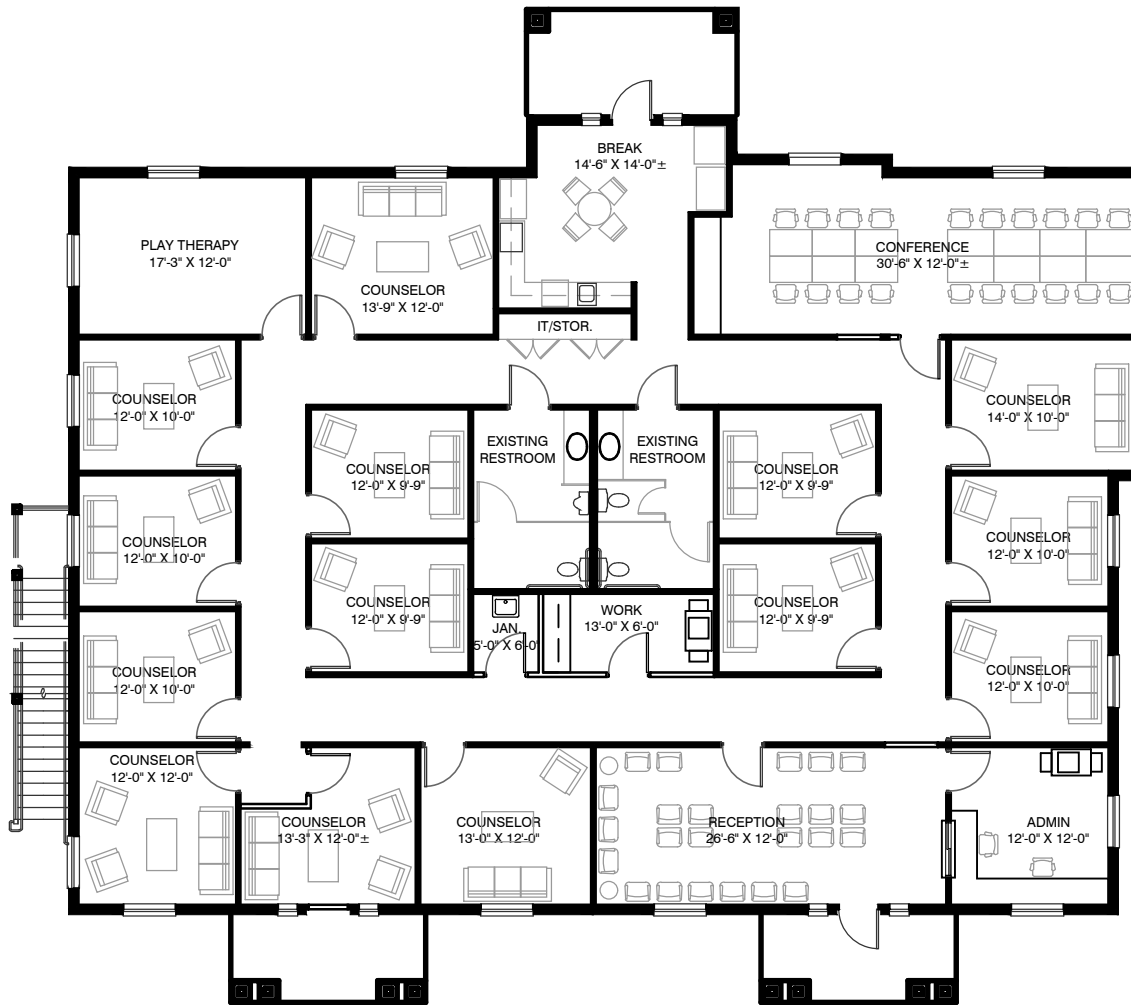 BREAK
14'-6" X 14'-0"±
PLAY THERAPY
17'-3" X 12'-0"
CONFERENCE
30'-6" X 12'-0"±
COUNSELOR
13'-9" X 12'-0"
IT/STOR.
COUNSELOR
12'-0" X 10'-0"
COUNSELOR
14'-0" X 10'-0"
EXISTING
RESTROOM
EXISTING
RESTROOM
COUNSELOR
12'-0" X 9'-9"
COUNSELOR
12'-0" X 9'-9"
COUNSELOR
12'-0" X 10'-0"
COUNSELOR
12'-0" X 10'-0"
COUNSELOR
12'-0" X 9'-9"
COUNSELOR
12'-0" X 9'-9"
WORK
13'-0" X 6'-0"
JAN.
5'-0" X 6'-0"
COUNSELOR
12'-0" X 10'-0"
COUNSELOR
12'-0" X 10'-0"
COUNSELOR
12'-0" X 12'-0"
COUNSELOR
13'-3" X 12'-0"±
COUNSELOR
13'-0" X 12'-0"
RECEPTION
26'-6" X 12'-0"
ADMIN
12'-0" X 12'-0"